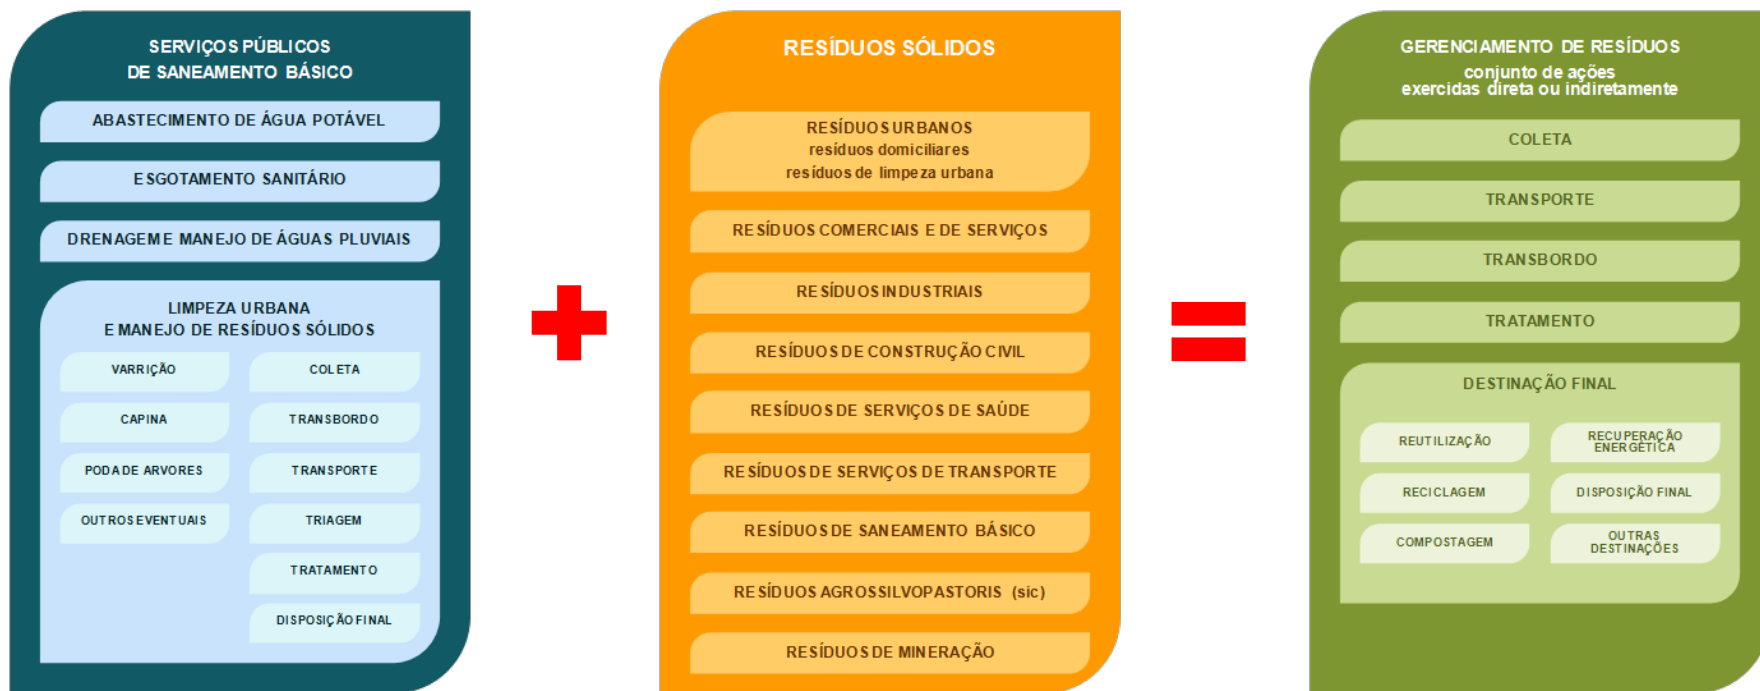 SERVIÇOS PÚBLICOS
DE SANEAMENTO BÁSICO
ABASTECIMENTO DE ÁGUA POTÁVEL
ESGOTAMENTO SANITÁRIO
DRENAGEM E MANEJO DE ÁGUAS PLUVIAIS
LIMPEZA URBANA
E MANEJO DE RESÍDUOS SÓLIDOS
VARRIÇÃO
CAPINA
PODA DE ARVORES
OUTROS EVENTUAIS
COLETA
TRANSBORDO
TRANSPORTE
TRIAGEM
TRATAMENTO
DISPOSIÇÃO FINAL
RESÍDUOS SÓLIDOS
RESÍDUOS URBANOS
resíduos domiciliares
resíduos de limpeza urbana
RESÍDUOS COMERCIAIS E DE SERVIÇOS
RESÍDUOS INDUSTRIAIS
RESÍDUOS DE CONSTRUÇÃO CIVIL
RESÍDUOS DE SERVIÇOS DE SAÚDE
RESÍDUOS DE SERVIÇOS DE TRANSPORTE
RESÍDUOS DE SANEAMENTO BÁSICO
RESÍDUOS AGROSSILVOPASTORIS (sic)
RESÍDUOS DE MINERAÇÃO
GERENCIAMENTO DE RESÍDUOS
conjunto de ações
exercidas direta ou indiretamente
COLETA
TRANSPORTE
TRANSBORDO
TRATAMENTO
DESTINAÇÃO FINAL
REUTILIZAÇÃO
RECICLAGEM
COMPOSTAGEM
RECUPERAÇÃO
ENERGÉTICA
DISPOSIÇÃO FINAL
OUTRAS
DESTINAÇÕES